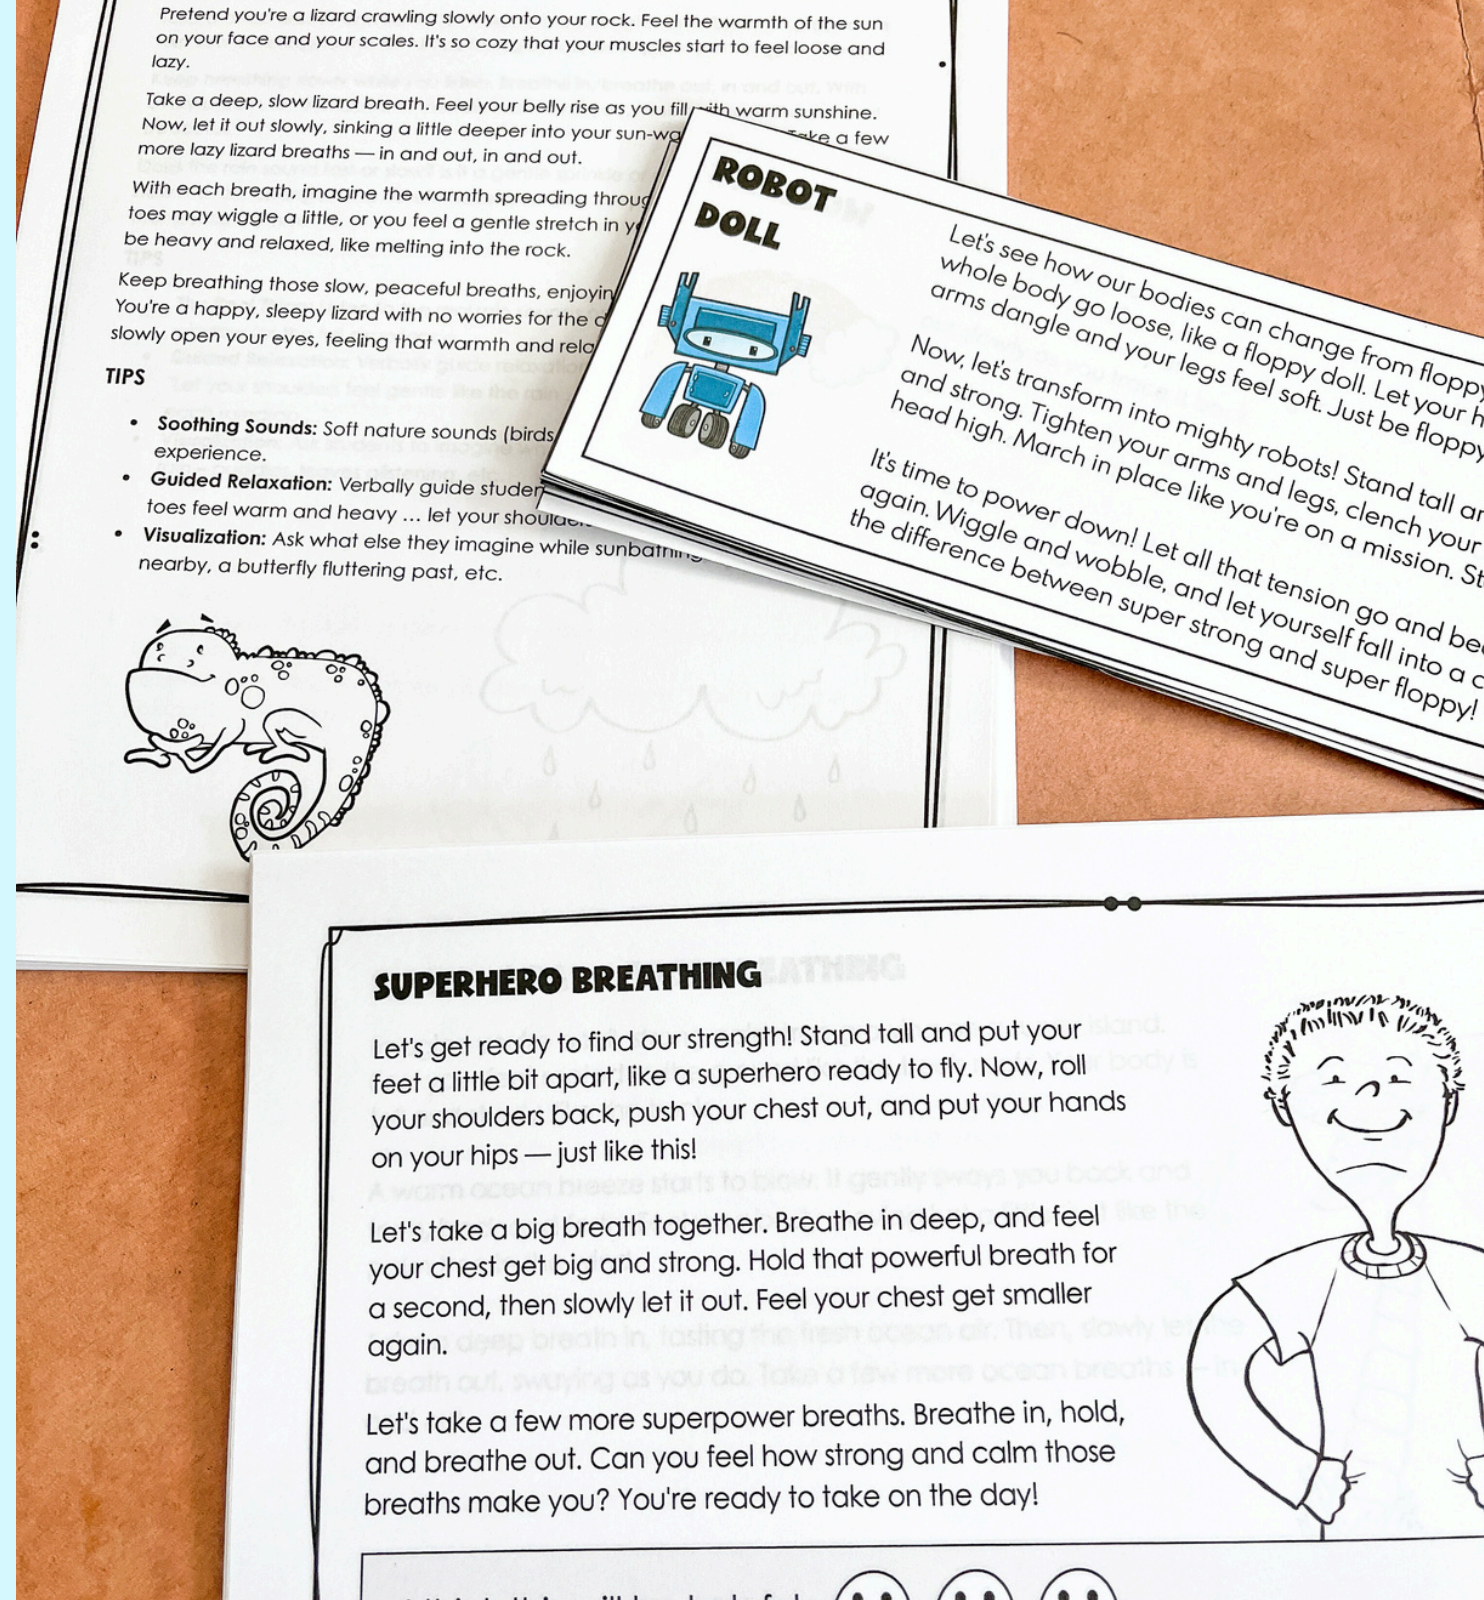 Pretend you're a lizard crawling slowly onto your rock. Feel the warmth of the sun
on your face and your scales. It's so cozy that your muscles start to feel loose and
lazy.
Take a deep, slow lizard breath. Feel your belly rise as you fill with warm sunshine.
Now, let it out slowly, sinking a little deeper into your Take a few
more lazy lizard breaths — in and out, in and out.
With each breath, imagine the warmth spreading
toes may wiggle a little, or you feel a gentle stretch in
be heavy and relaxed, like melting into the rock.
Keep breathing those slow, peaceful breaths,
You're a happy, sleepy lizard with no worries for the
slowly open your eyes, feeling that warmth and
TIPS
• Soothing Sounds: Soft nature sounds (birds,
experience.
• Guided Relaxation: Verbally guide
toes feel warm and heavy ... let your
• Visualization: Ask what else they imagine while sunbathing
nearby, a butterfly fluttering past, etc.
ROBOT
DOLL
Let's see how our bodies can change from
whole body go loose, like a floppy doll. Let your
arms dangle and your legs feel soft. Just be floppy
Now, let's transform into mighty robots! Stand tall
and strong. Tighten your arms and legs, clench your
head high. March in place like you're on a mission.
It's time to power down! Let all that tension go and
again. Wiggle and wobble, and let yourself fall into a
the difference between super strong and super floppy!
SUPERHERO BREATHING
Let's get ready to find our strength! Stand tall and put your
feet a little bit apart, like a superhero ready to fly. Now, roll
your shoulders back, push your chest out, and put your hands
on your hips — just like this!
Let's take a big breath together. Breathe in deep, and feel
your chest get big and strong. Hold that powerful breath for
a second, then slowly let it out. Feel your chest get smaller
again.
Let's take a few more superpower breaths. Breathe in, hold,
and breathe out. Can you feel how strong and calm those
breaths make you? You're ready to take on the day!